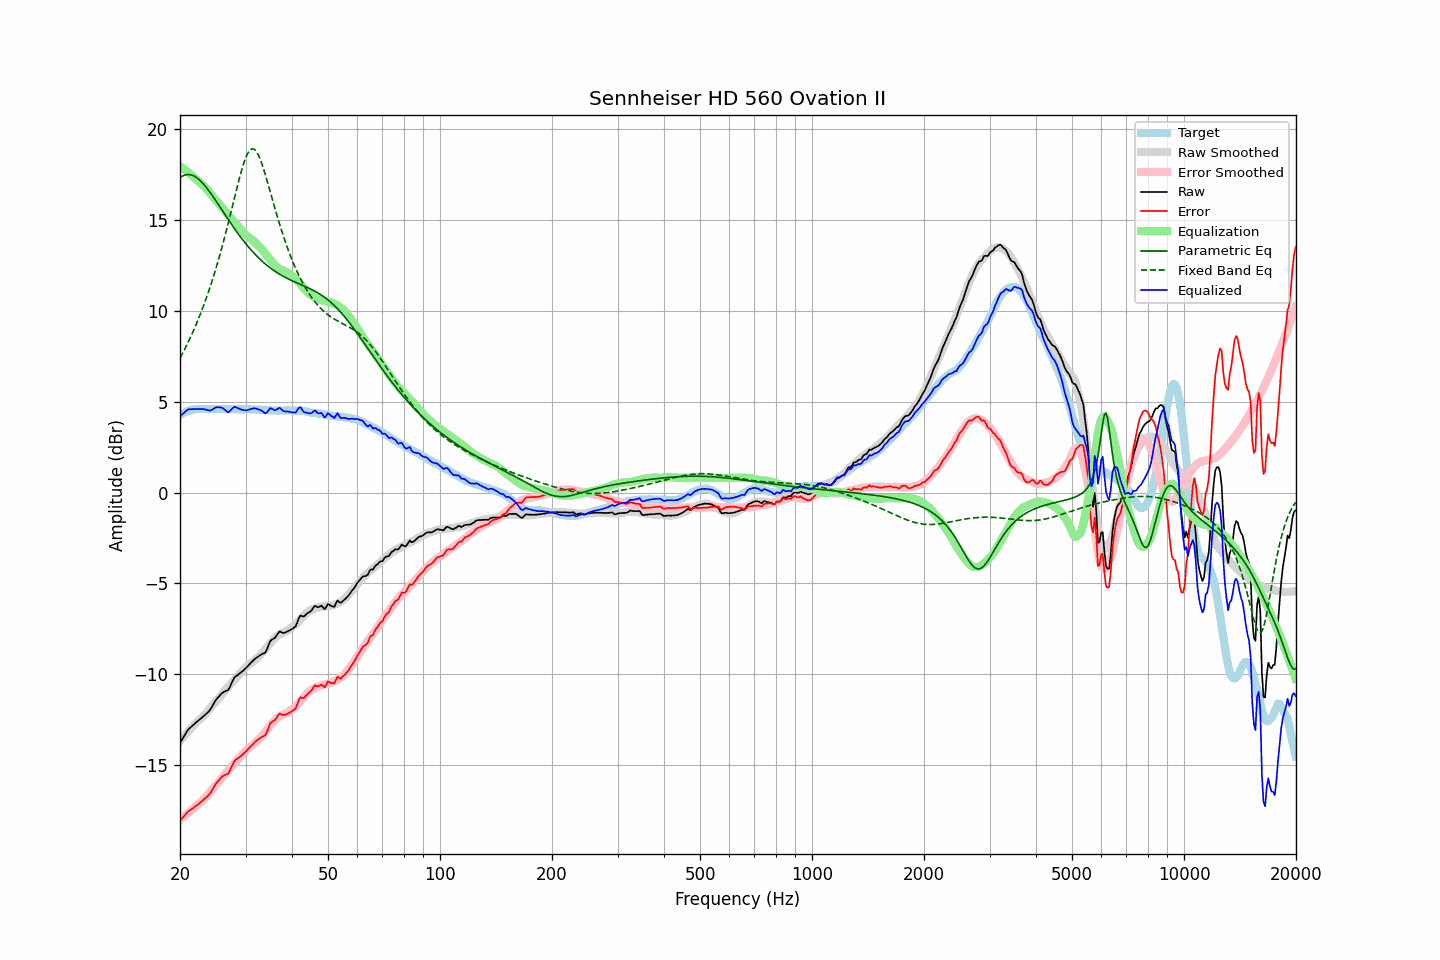 Sennheiser HD 560 Ovation II
Target
Raw Smoothed
Error Smoothed
Raw
Error
Equalization
Parametric Eq
Fixed Band Eq
Equalized
Amplitude (dBr)
20
15
10
5
0
−5
−10
−15
20
50
100
200
500
1000
2000
5000
10000
20000
Frequency (Hz)